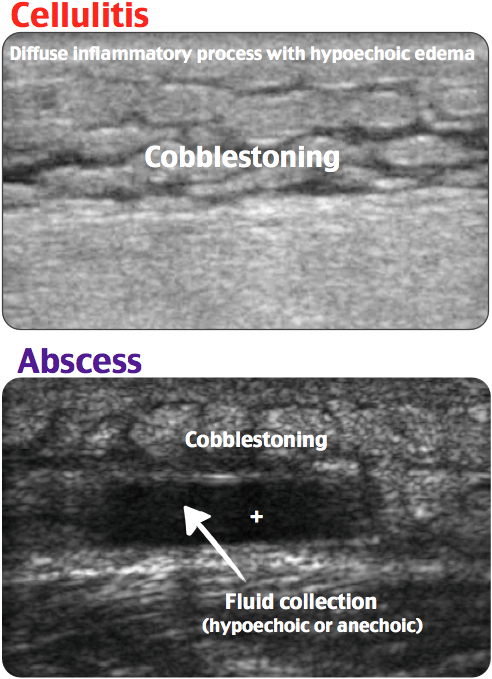 Cellulitis
Diffuse inflammatory process with hypoechoic edema
Cobblestoning
Abscess
Cobblestoning
+
Fluid collection
(hypoechoic or anechoic)